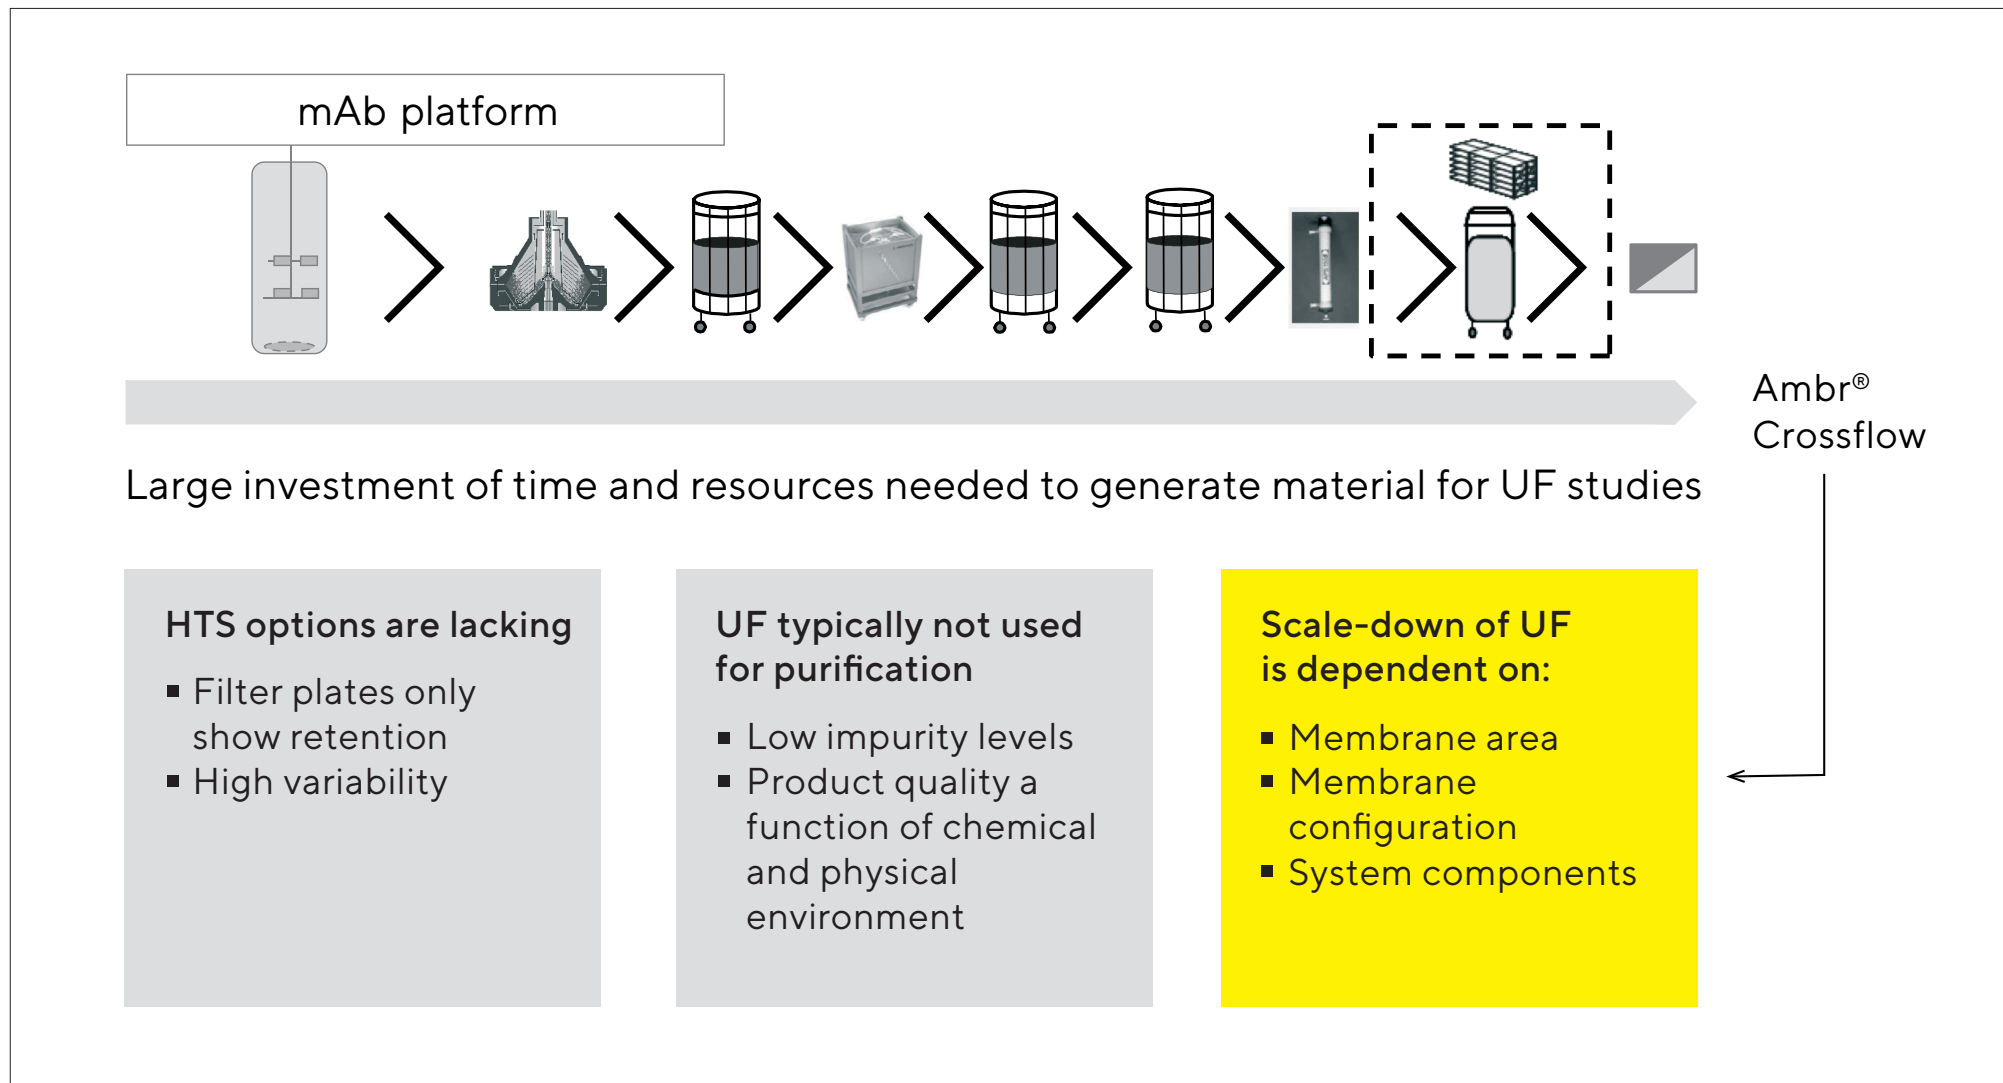 mAb platform
Ambr®
Crossflow
Large investment of time and resources needed to generate material for UF studies
HTS options are lacking
▪ Filter plates only
show retention
▪ High variability
UF typically not used
for purification
▪ Low impurity levels
▪ Product quality a
function of chemical
and physical
environment
Scale-down of UF
is dependent on:
▪ Membrane area
▪ Membrane
configuration
▪ System components